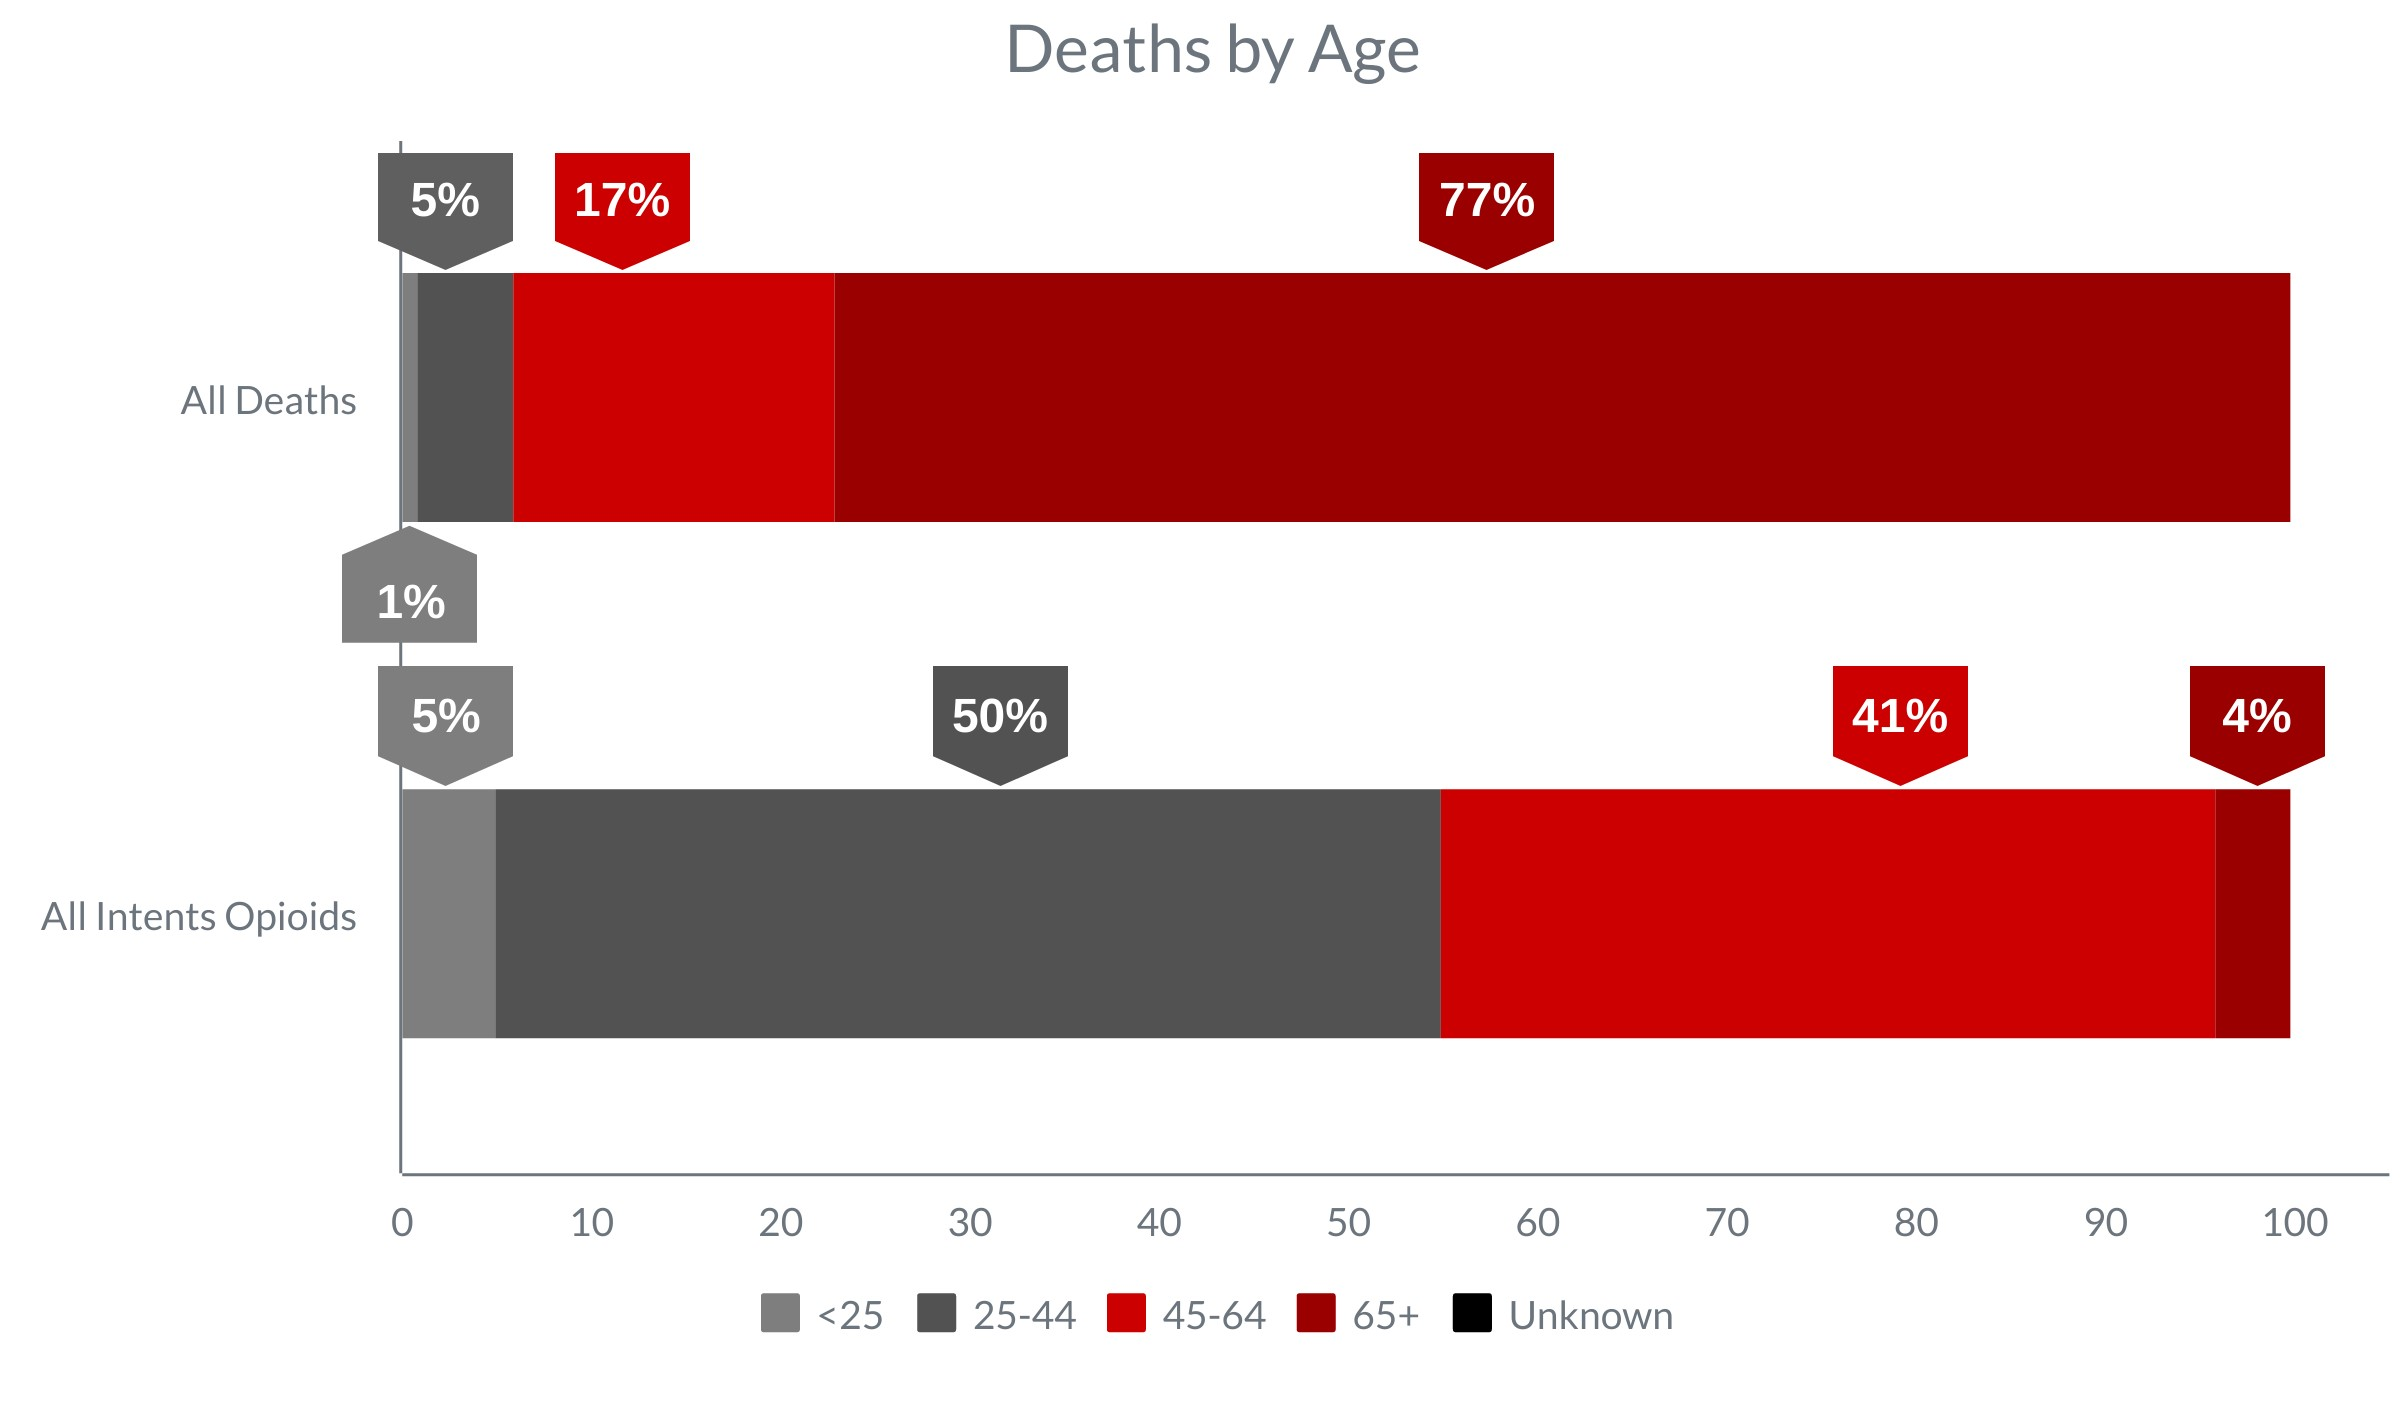 Deaths by Age
5% 17% 77%
All Deaths
1%
5% 50% 41% 4%
All Intents Opioids
0 10 20 30 40 50 60 70 80 90 100
<25 25-44 45-64 65+ Unknown